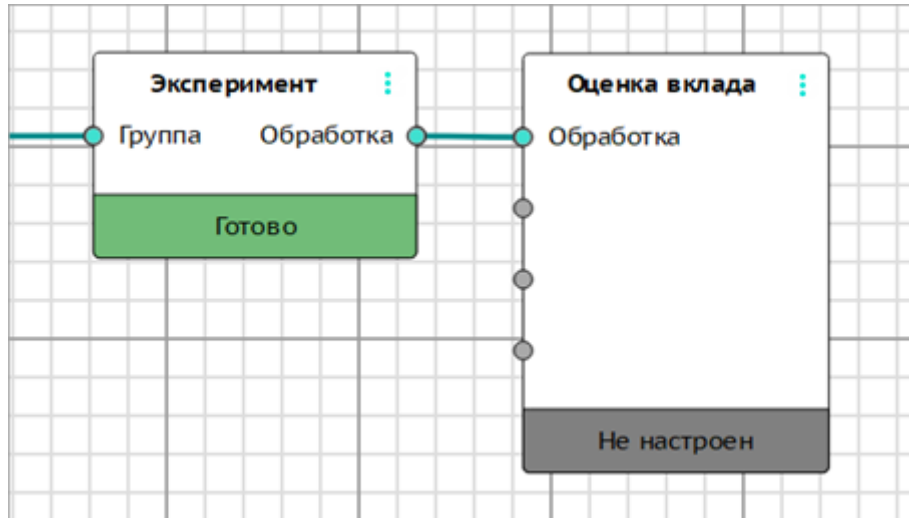 Эксперимент
Группа Обработка
Готово
Оценка вклада
Обработка
Не настроен